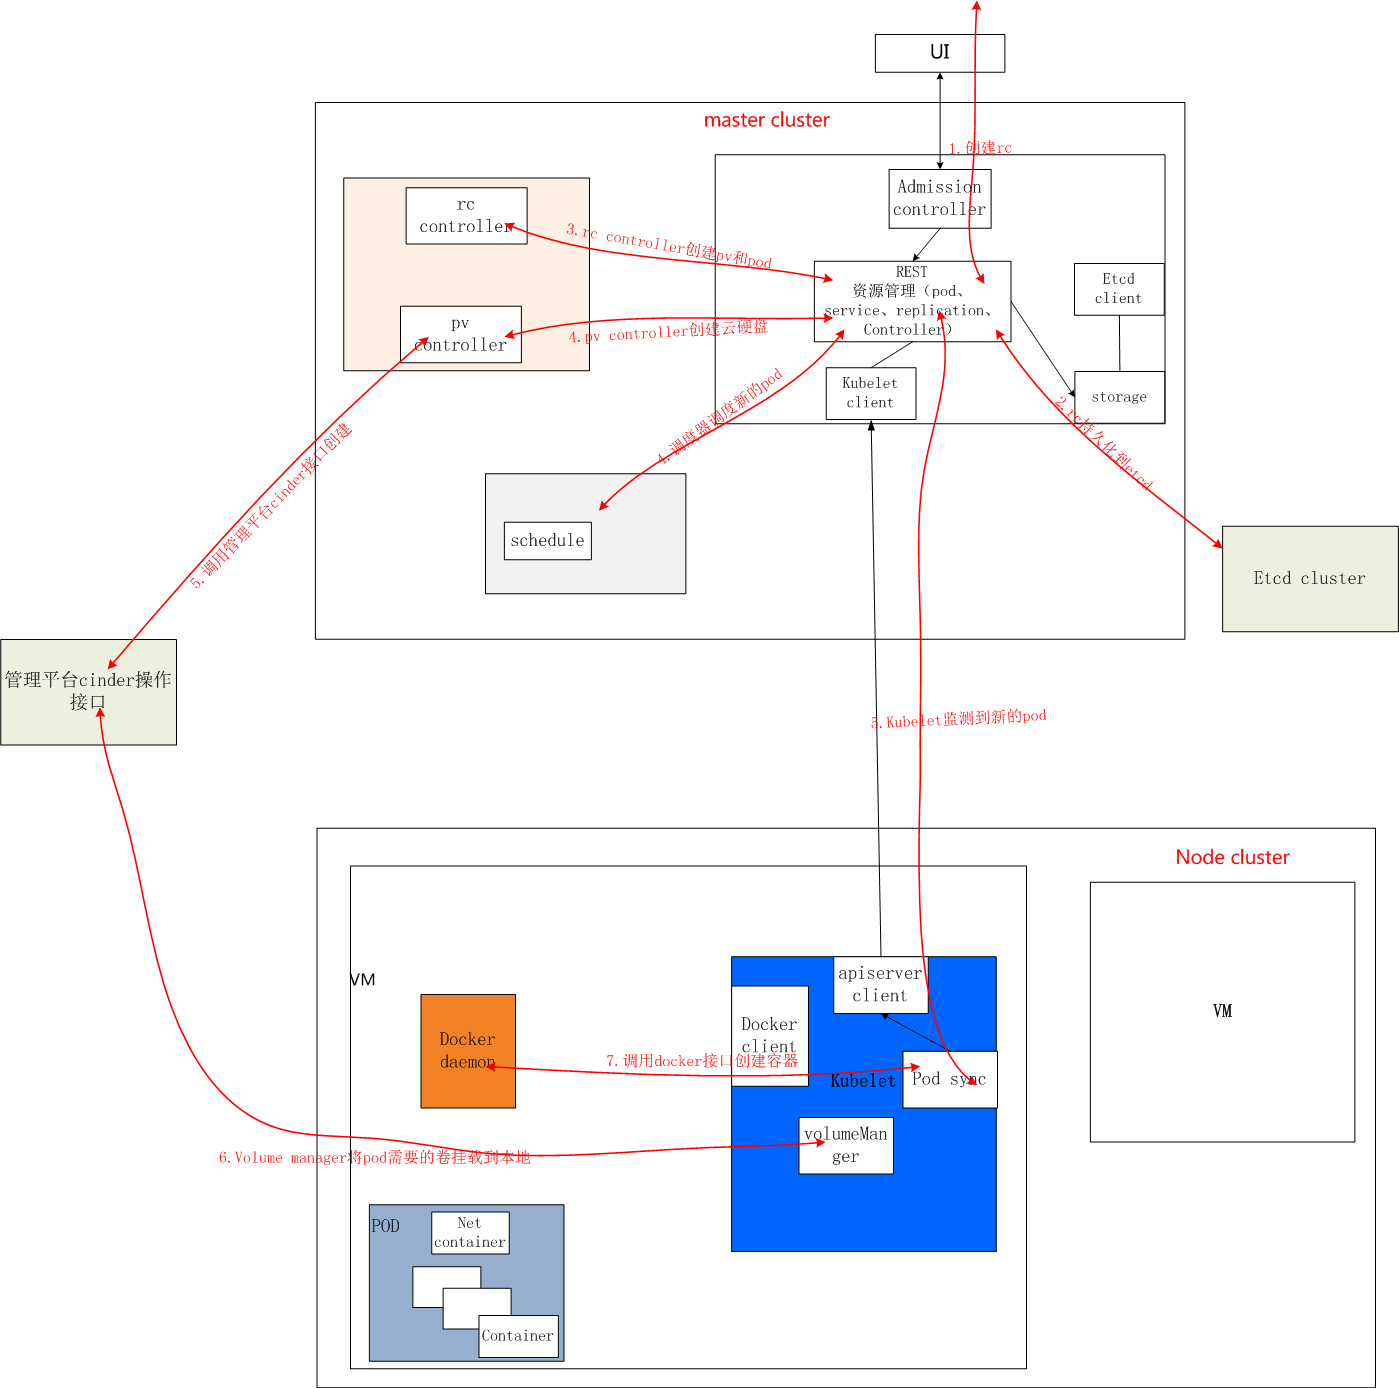 UI
master cluster
1.创建rc
Admission
controller
rc
controller
3.rc controller创建pv和pod
REST
资源管理（pod、
service、replication、
Controller）
Etcd
client
pv
controller
4.pv controller创建云硬盘
Kubelet
client
storage
4.调度器调度新的pod
2.rc持久化到etcd
5.调用管理平台cinder接口创建
schedule
Etcd cluster
管理平台cinder操作
接口
5.Kubelet监测到新的pod
Node cluster
VM
apiserver
client
Docker
client
Docker
daemon
VM
7.调用docker接口创建容器
Kubelet
Pod sync
volumeMan
ger
6.Volume manager将pod需要的卷挂载到本地
POD
Net
container
Container